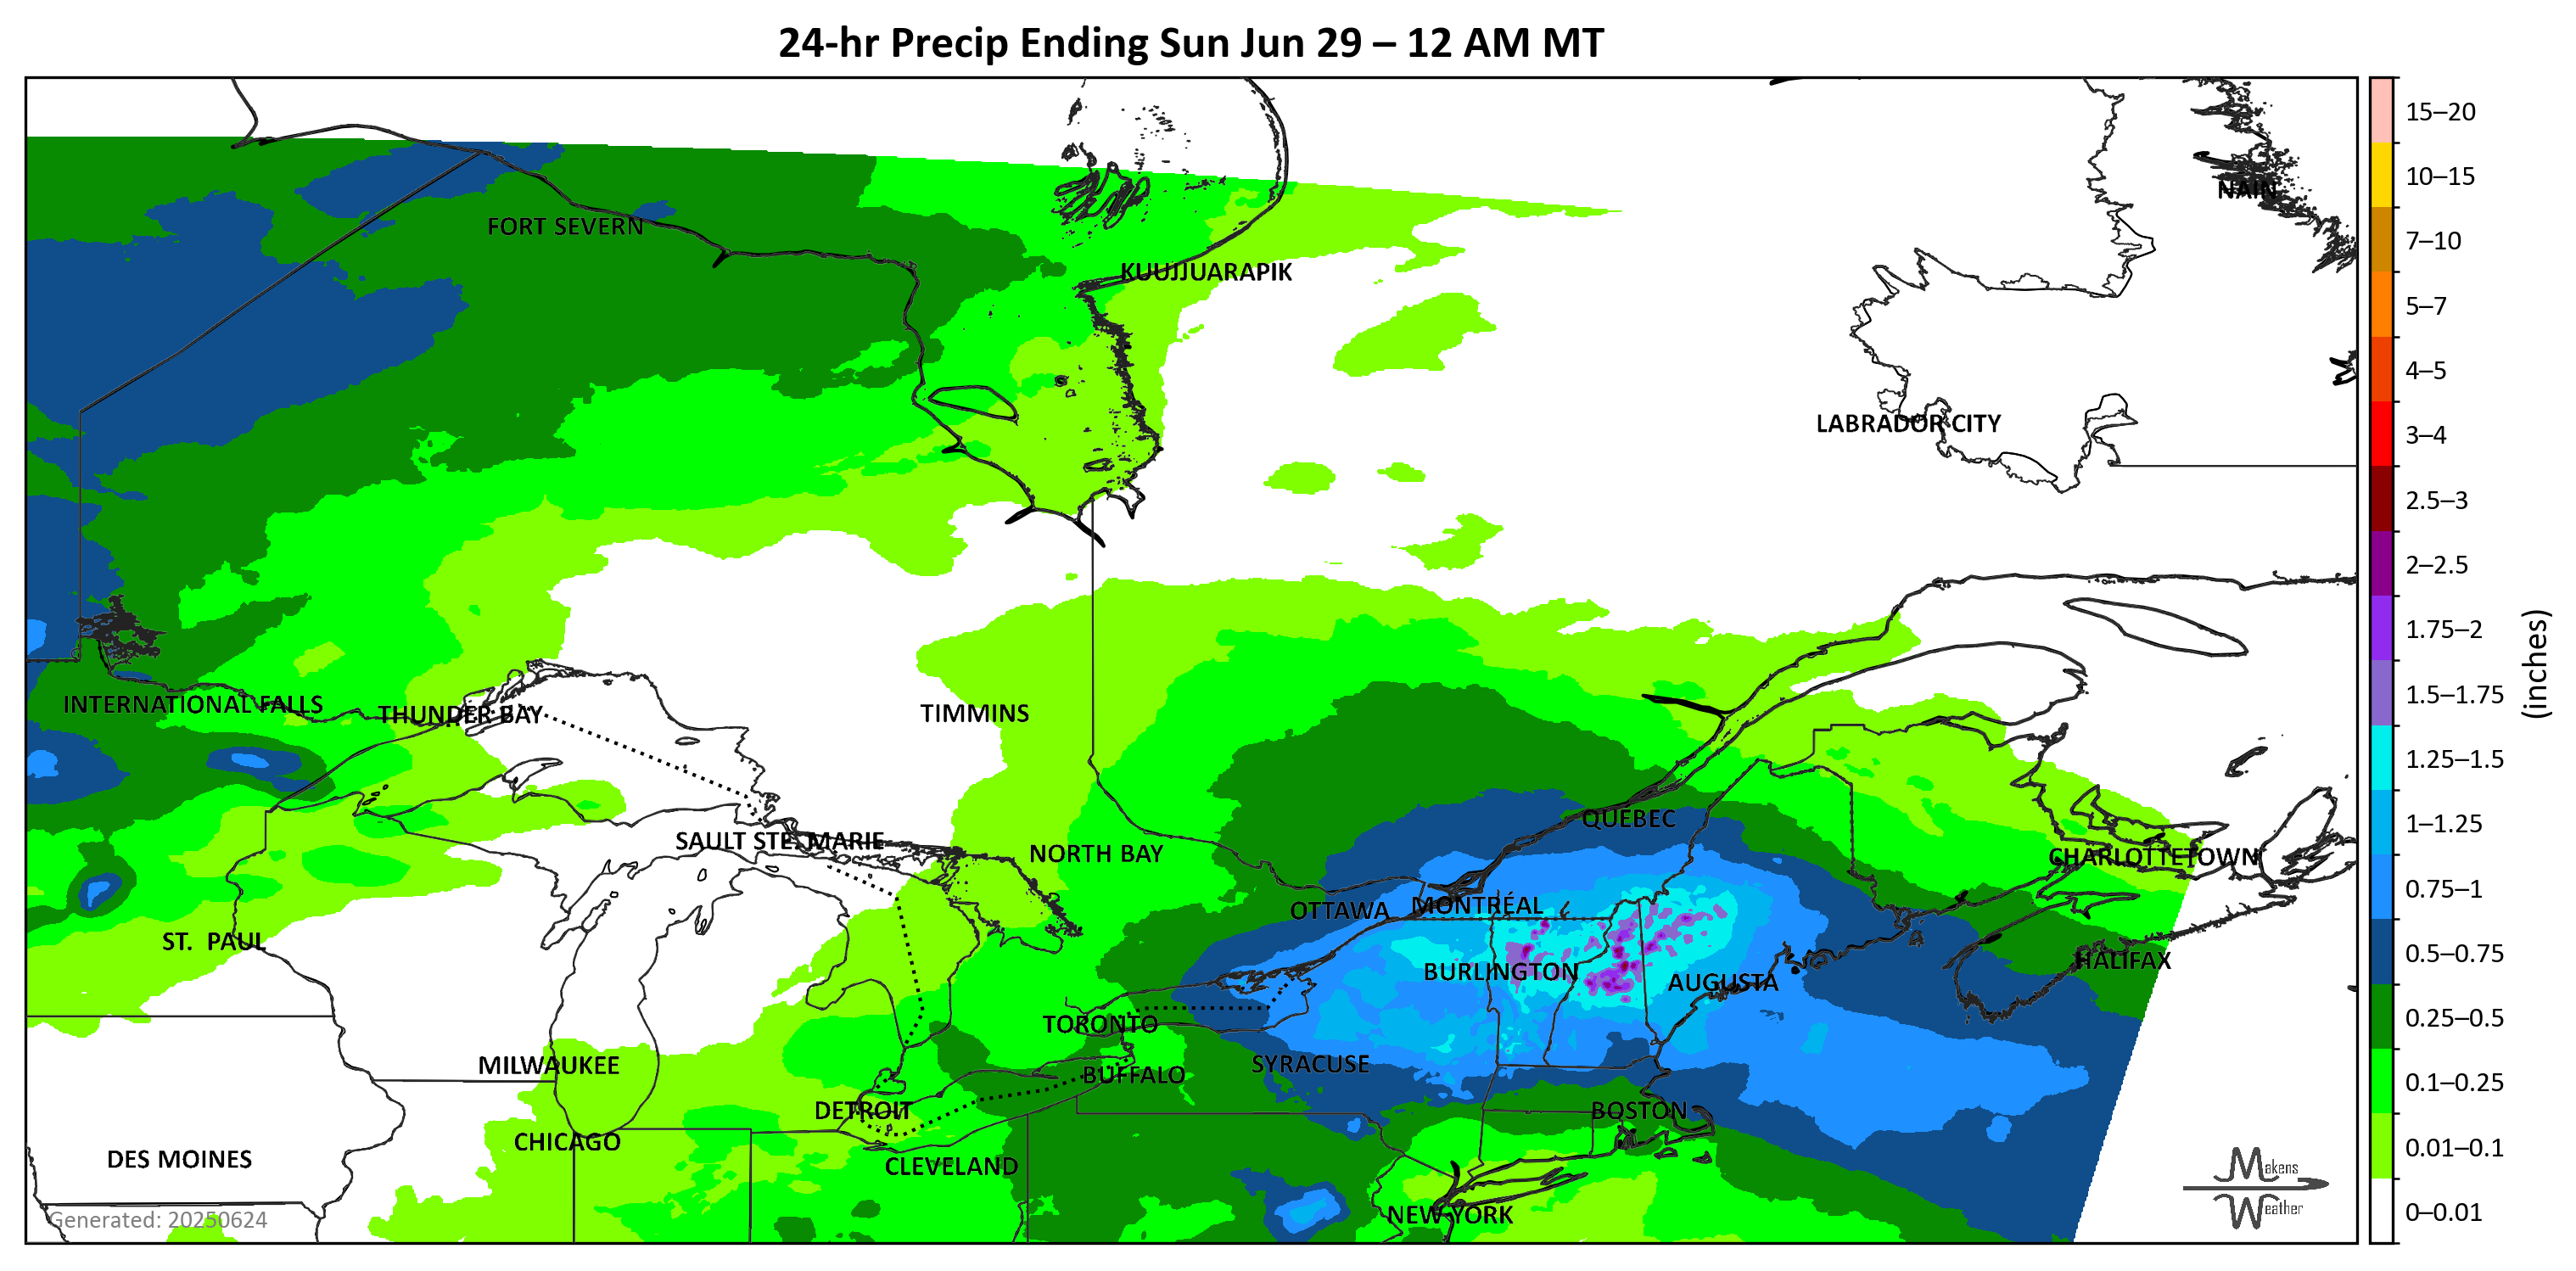 24-hr Precip Ending Sun Jun 29 – 12 AM MT
NAIN
FORT SEVERN
KUUJJUARAPIK
LABRADOR CITY
INTERNATIONAL FALLS
THUNDER BAY
TIMMINS
SAULT STE. MARIE
NORTH BAY
QUEBEC
CHARLOTTETOWN
OTTAWA
MONTRÉAL
ST. PAUL
HALIFAX
BURLINGTON
AUGUSTA
TORONTO
MILWAUKEE
SYRACUSE
BUFFALO
DETROIT
BOSTON
CHICAGO
DES MOINES
CLEVELAND
NEW YORK
Generated: 20250624
Makens
Weather
15–20
10–15
7–10
5–7
4–5
3–4
2.5–3
2–2.5
1.75–2
1.5–1.75
1.25–1.5
1–1.25
0.75–1
0.5–0.75
0.25–0.5
0.1–0.25
0.01–0.1
0–0.01
(inches)